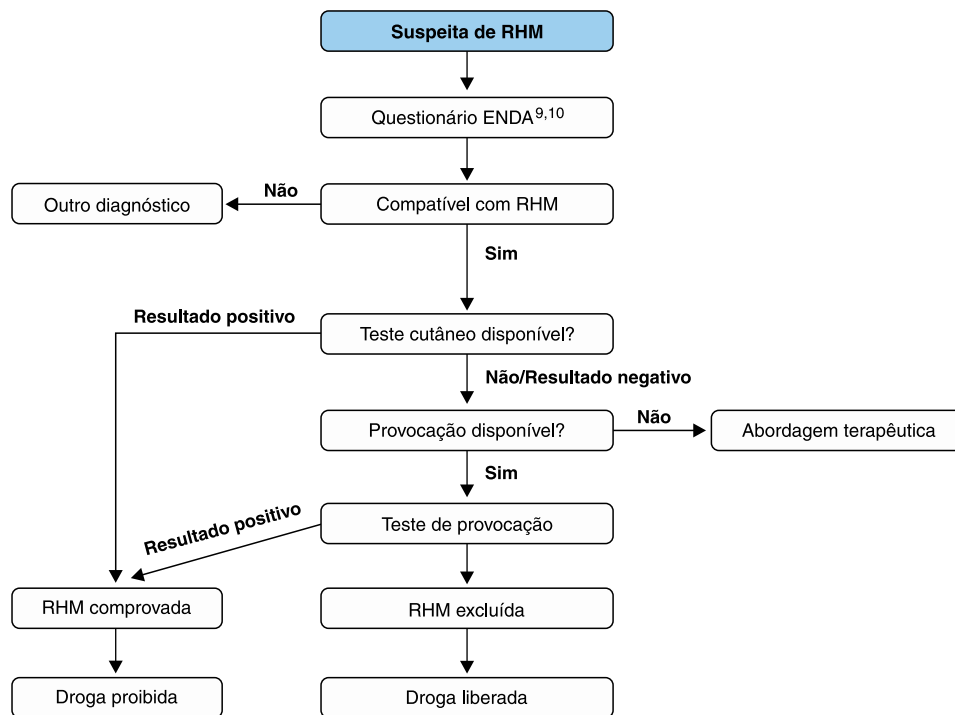 Suspeita de RHM
Questionário ENDA9,10
Não
Outro diagnóstico
Compatível com RHM
Sim
Resultado positivo
Teste cutâneo disponível?
Não/Resultado negativo
Provocação disponível?
Não
Abordagem terapêutica
Sim
Resultado positivo
Teste de provocação
RHM comprovada
RHM excluída
Droga proibida
Droga liberada